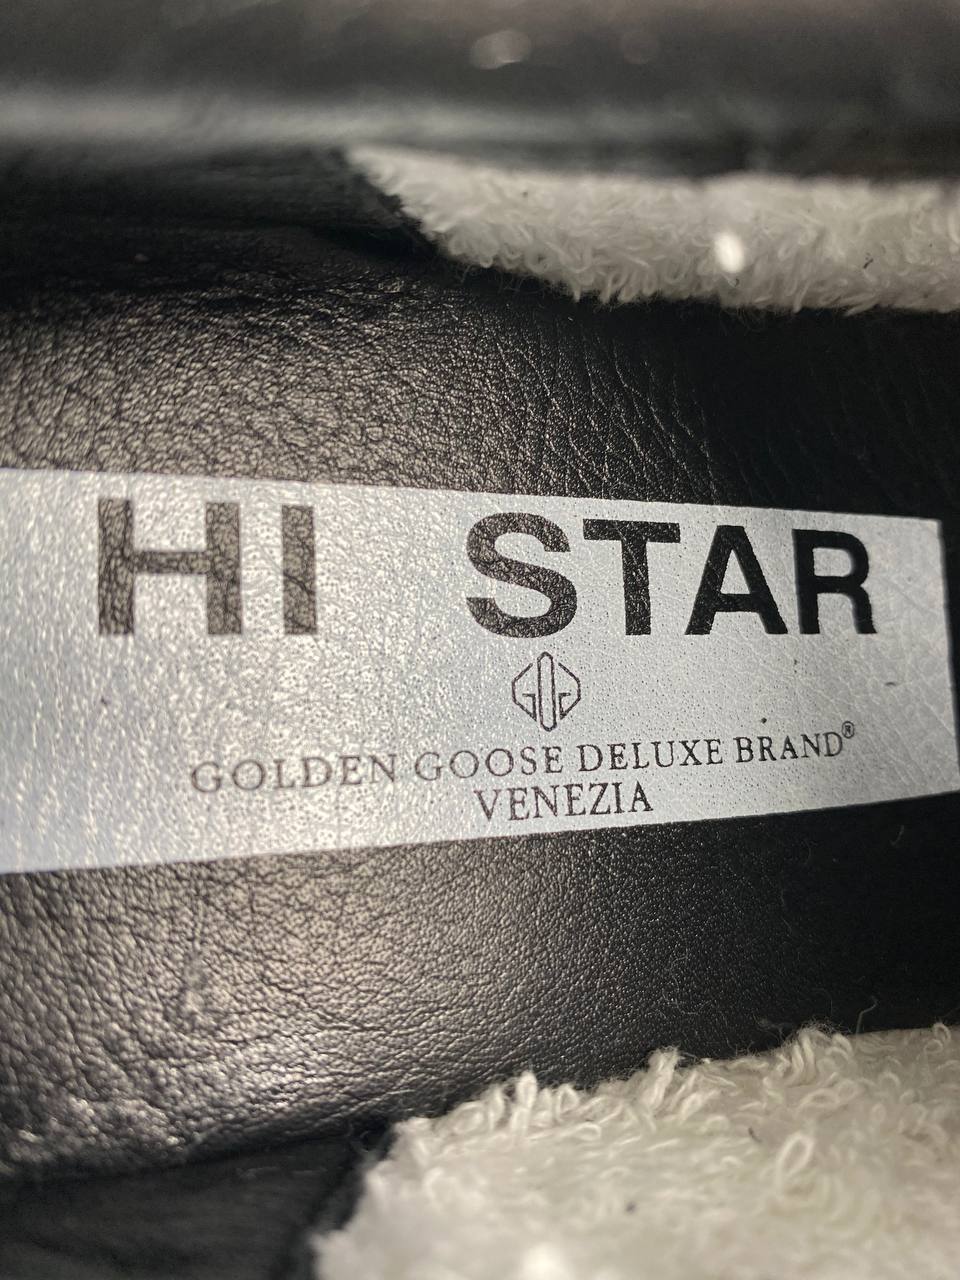 HI STAR
GOLDEN GOOSE DELUXE BRAND®
VENEZIA